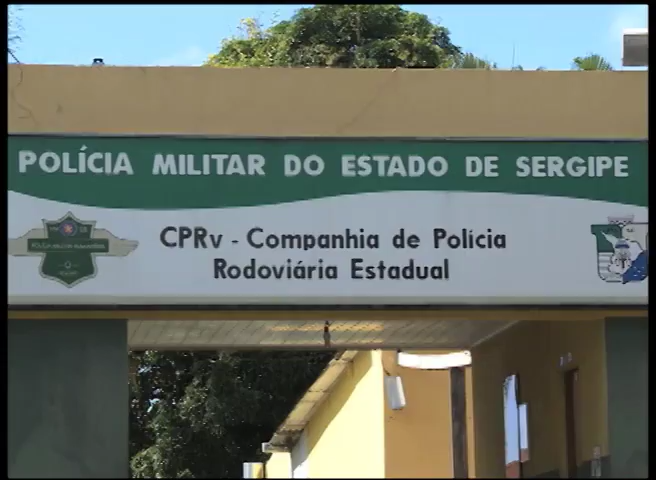 POLÍCIA MILITAR DO ESTADO DE SERGIPE
CPRv - Companhia de Polícia
Rodoviária Estadual